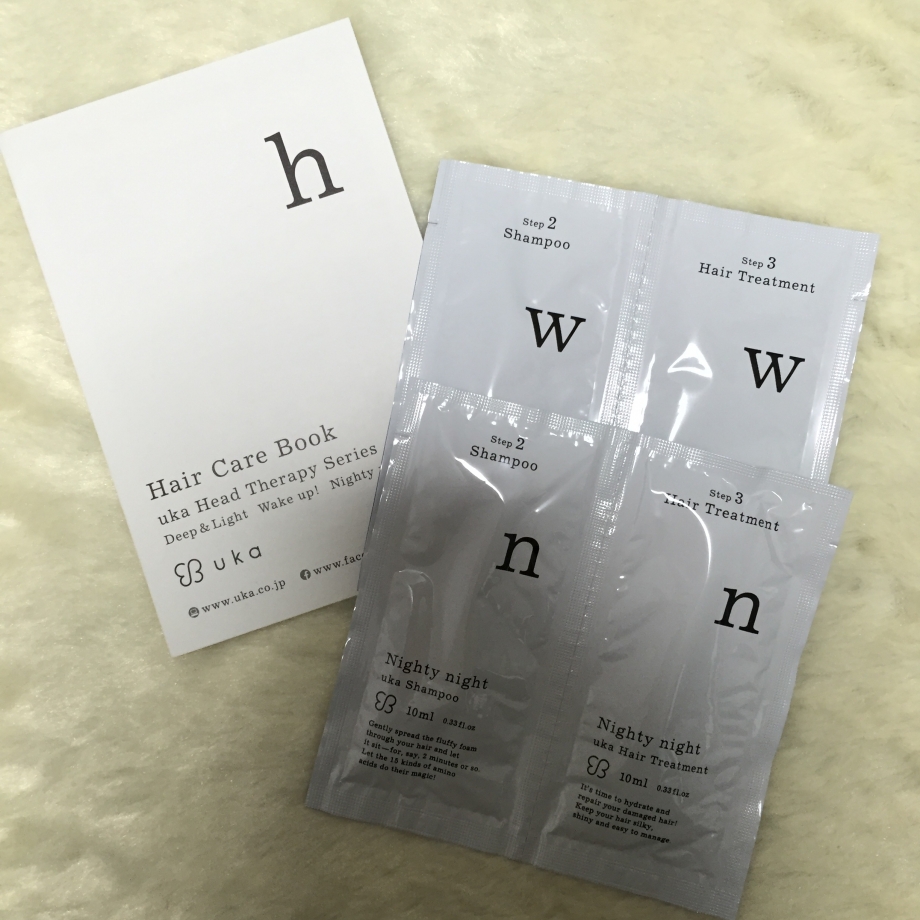 h
Hair Care Book
uka Head Therapy Series
Deep & Light Wake up! Nighty
uka
www.uka.co.jp
Step 2
Shampoo
w
Step 3
Hair Treatment
w
Step 2
Shampoo
n
Nighty night
uka Shampoo
10ml 0.33 fl.oz
Gently spread the fluffy foam
through your hair and let
it sit—for, say, 2 minutes or so.
Let the 15 kinds of amino
acids do their magic!
Step 3
Hair Treatment
n
Nighty night
uka Hair Treatment
10ml 0.33 fl.oz
It's time to hydrate and
repair your damaged hair!
Keep your hair silky,
shiny and easy to manage.